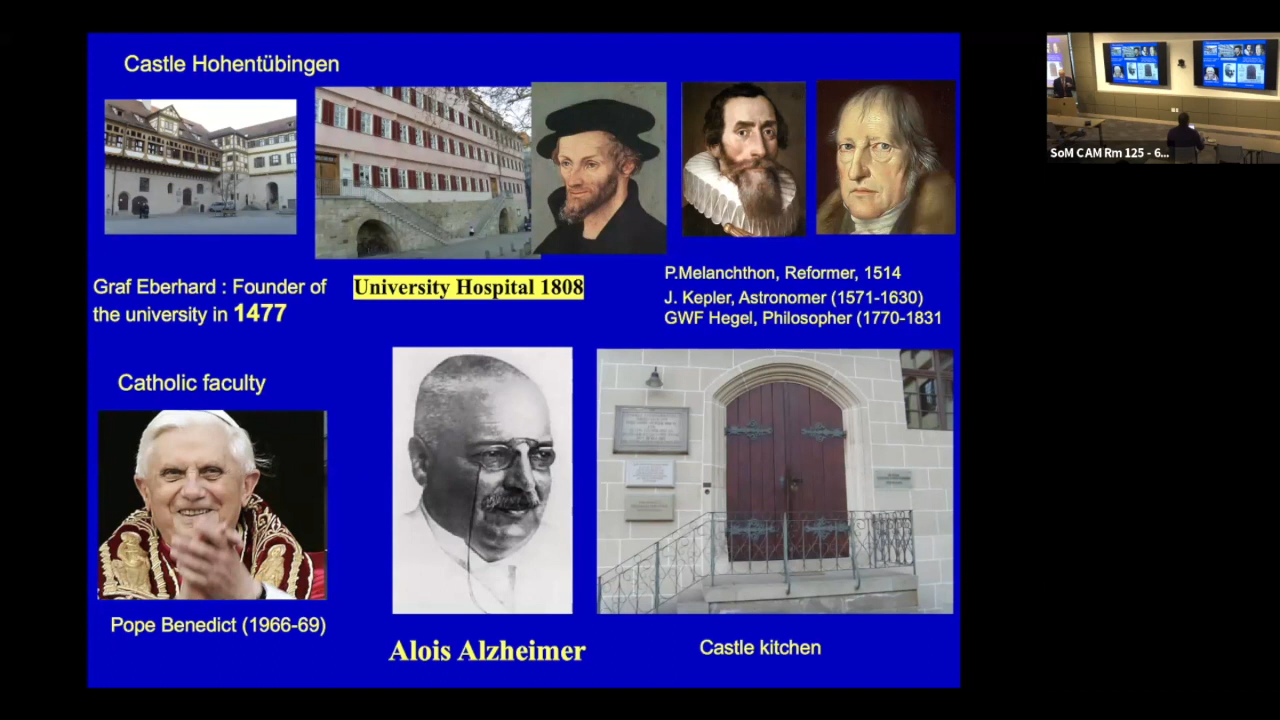 Castle Hohentübingen
Graf Eberhard : Founder of
the university in 1477
University Hospital 1808
P.Melanchthon, Reformer, 1514
J. Kepler, Astronomer (1571-1630)
GWF Hegel, Philosopher (1770-1831
Catholic faculty
Pope Benedict (1966-69)
Alois Alzheimer
Castle kitchen
SoM CAM Rm 125 - 6...